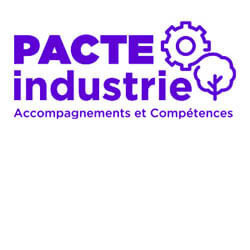 PACTE
industrie
Accompagnements et Compétences